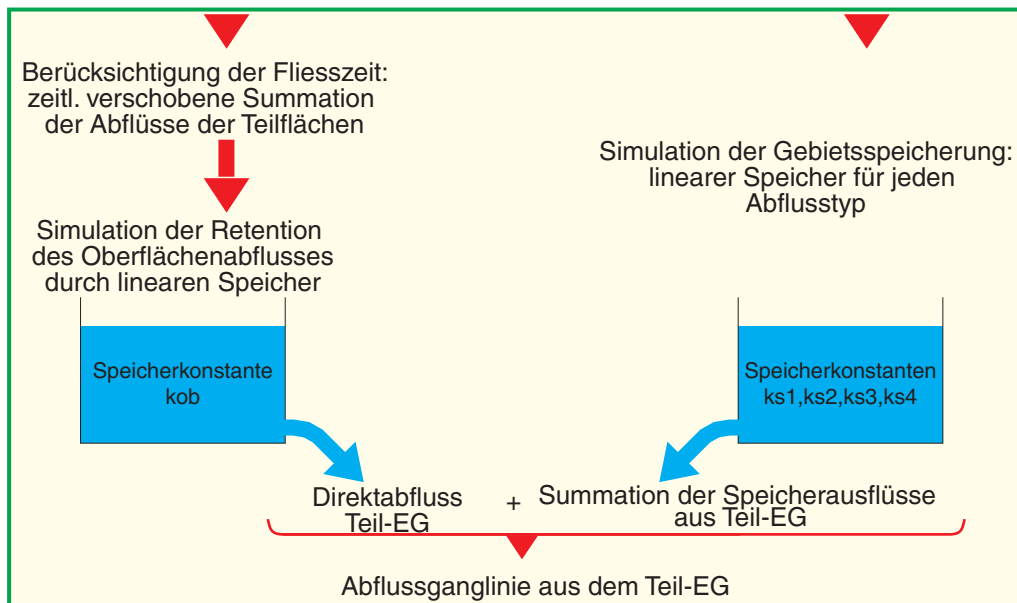 Berücksichtigung der Fliesszeit:
zeitl. verschobene Summation
der Abflüsse der Teilflächen
Simulation der Retention
des Oberflächenabflusses
durch linearen Speicher
Speicherkonstante
kob
Simulation der Gebietsspeicherung:
linearer Speicher für jeden
Abflusstyp
Speicherkonstanten
ks1,ks2,ks3,ks4
Direktabfluss
Teil-EG
+
Summation der Speicherausflüsse
aus Teil-EG
Abflussganglinie aus dem Teil-EG